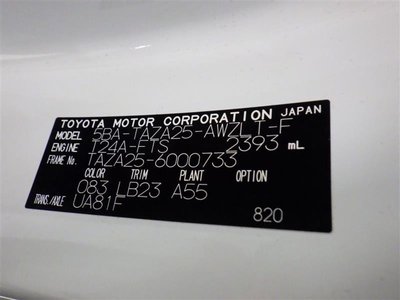 TOYOTA MOTOR CORPORATION JAPAN
MODEL 5BA-TAZA25-AWZLT-F
ENGINE T24A-FTS 2393 mL
FRAME No. TAZA25-6000733
COLOR TRIM PLANT OPTION
083 LB23 A55
TRANS./AXLE UA81F
820